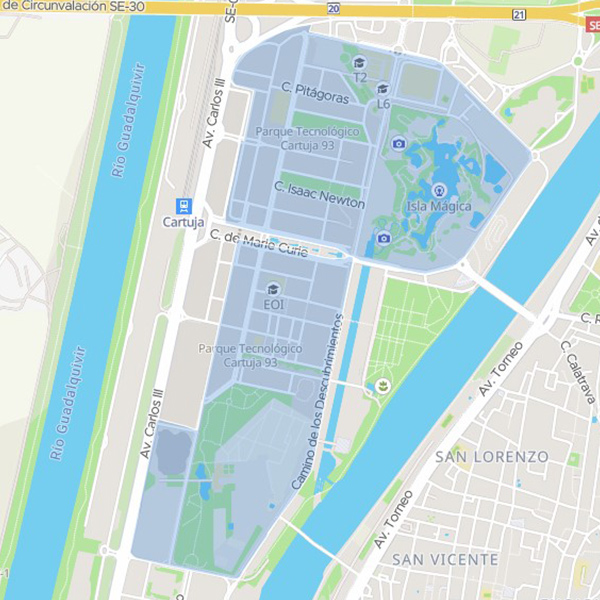 de Circunvalación SE-30
20
21
SE
SE-
Río Guadalquivir
Av. Carlos III
T2
C. Pitágoras
L6
Parque Tecnológico
Cartuja 93
C. Isaac Newton
Isla Mágica
Cartuja
C. de Marie Curie
EOI
Parque Tecnológico
Cartuja 93
Camino de los Descubrimientos
Av. Torneo
C. Calatrava
C. R
Av.
Río Guadalquivir
Av. Carlos III
SAN LORENZO
Av. Torneo
SAN VICENTE
-1